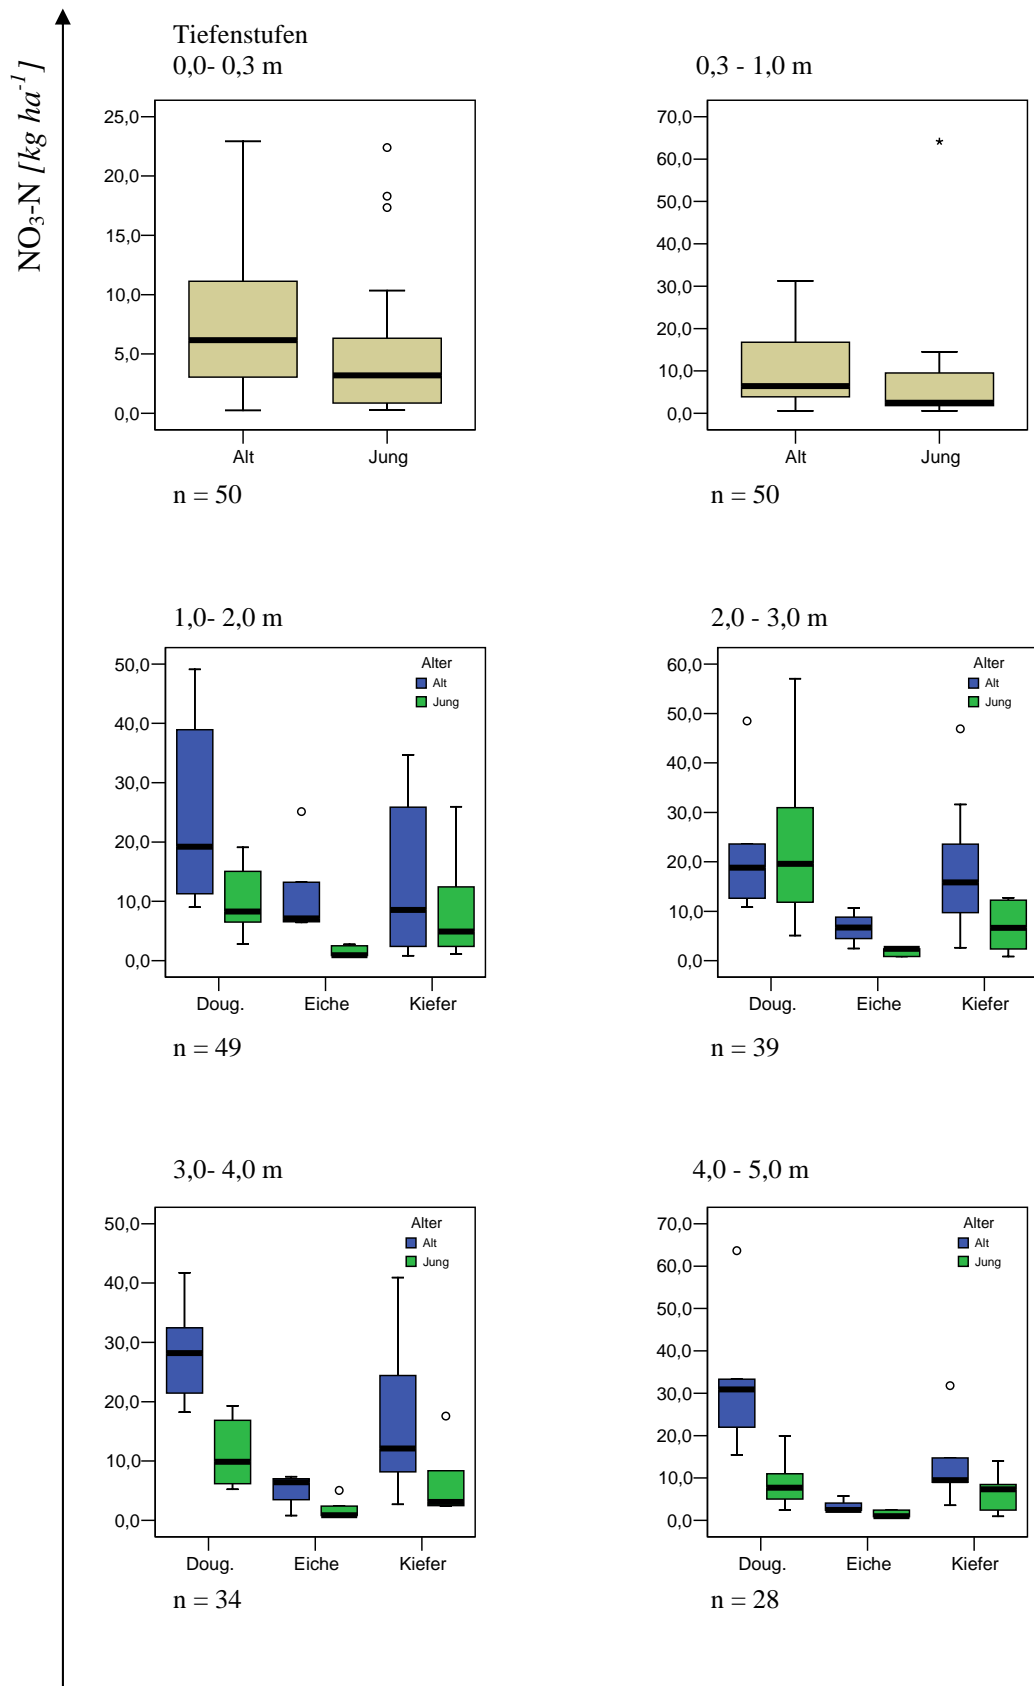 NO₃-N [kg ha⁻¹]
Tiefenstufen
0,0- 0,3 m
25,0
20,0
15,0
10,0
5,0
0,0
Alt Jung
n = 50
0,3 - 1,0 m
70,0
60,0
50,0
40,0
30,0
20,0
10,0
0,0
Alt Jung
n = 50
1,0- 2,0 m
50,0
40,0
30,0
20,0
10,0
0,0
Alter
Alt
Jung
Doug. Eiche Kiefer
n = 49
2,0 - 3,0 m
60,0
50,0
40,0
30,0
20,0
10,0
0,0
Alter
Alt
Jung
Doug. Eiche Kiefer
n = 39
3,0- 4,0 m
50,0
40,0
30,0
20,0
10,0
0,0
Alter
Alt
Jung
Doug. Eiche Kiefer
n = 34
4,0 - 5,0 m
70,0
60,0
50,0
40,0
30,0
20,0
10,0
0,0
Alter
Alt
Jung
Doug. Eiche Kiefer
n = 28